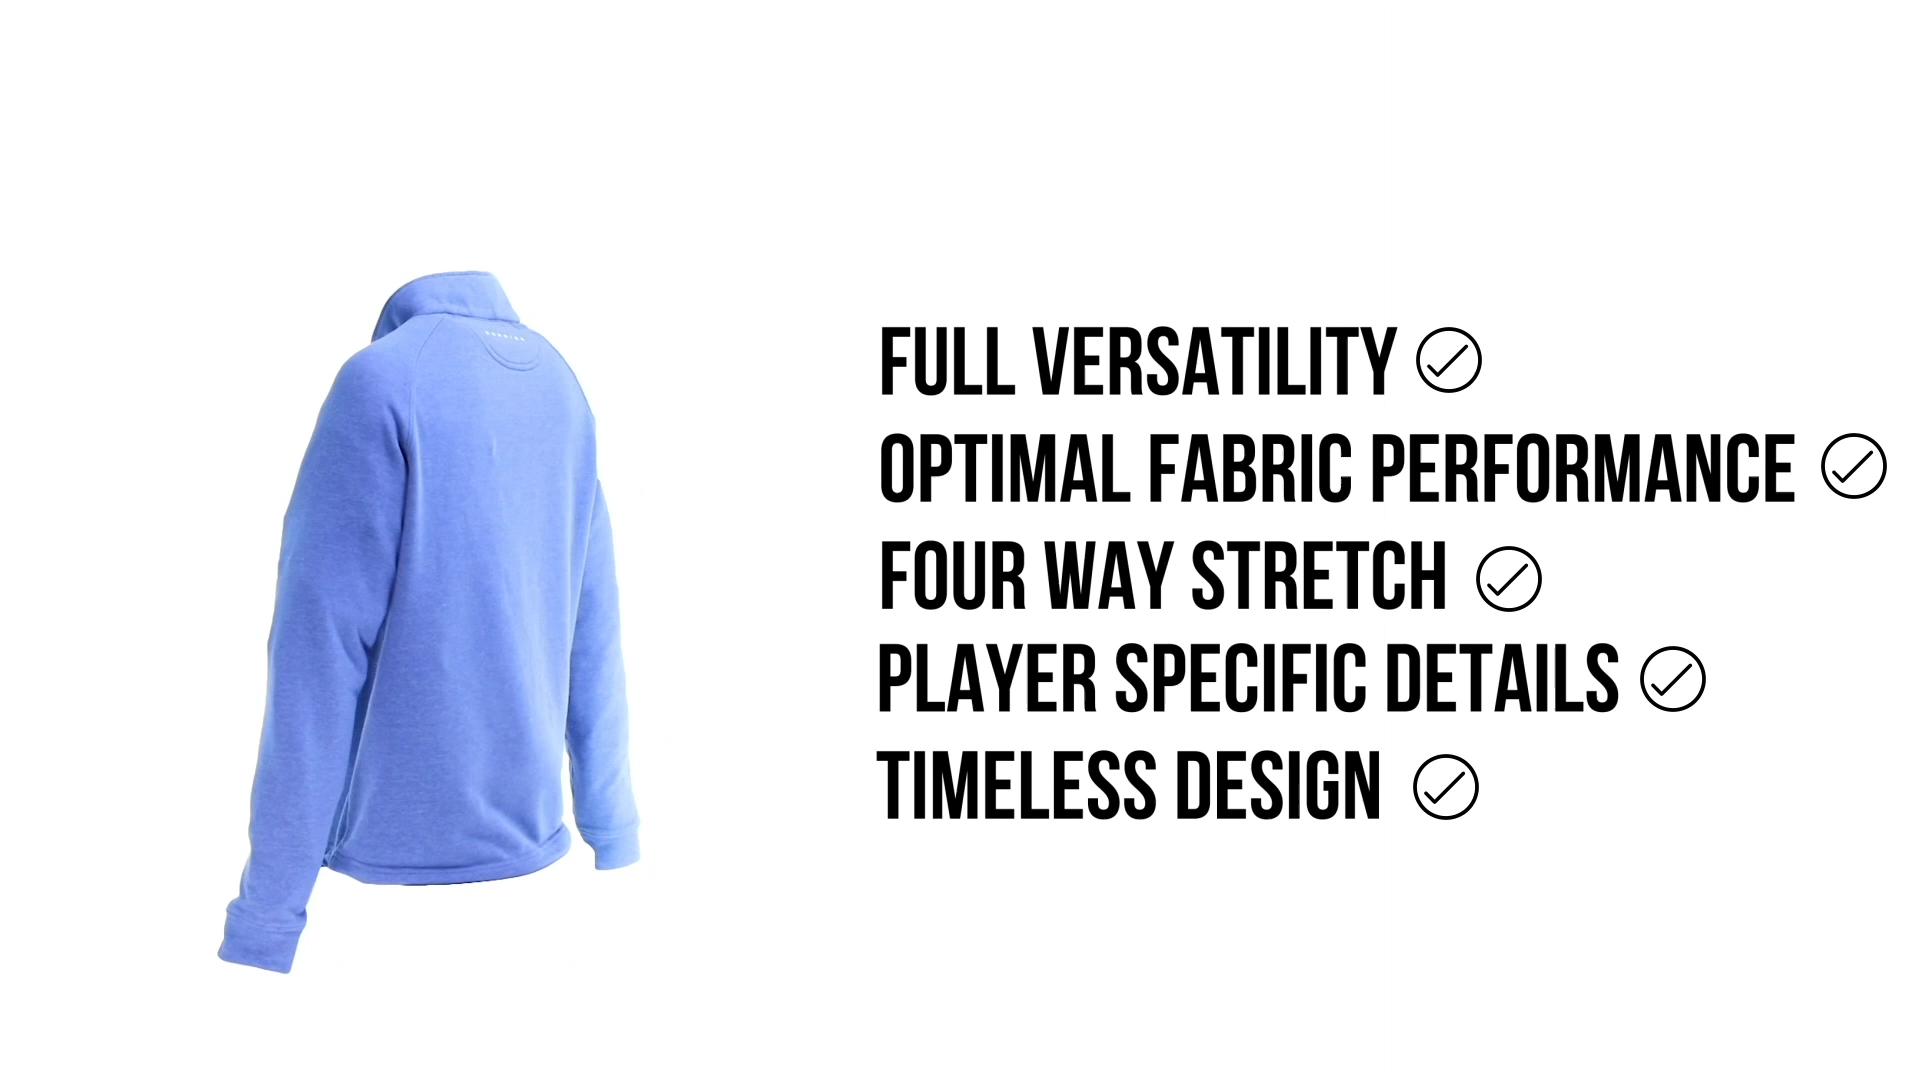 FULL VERSATILITY
OPTIMAL FABRIC PERFORMANCE
FOUR WAY STRETCH
PLAYER SPECIFIC DETAILS
TIMELESS DESIGN